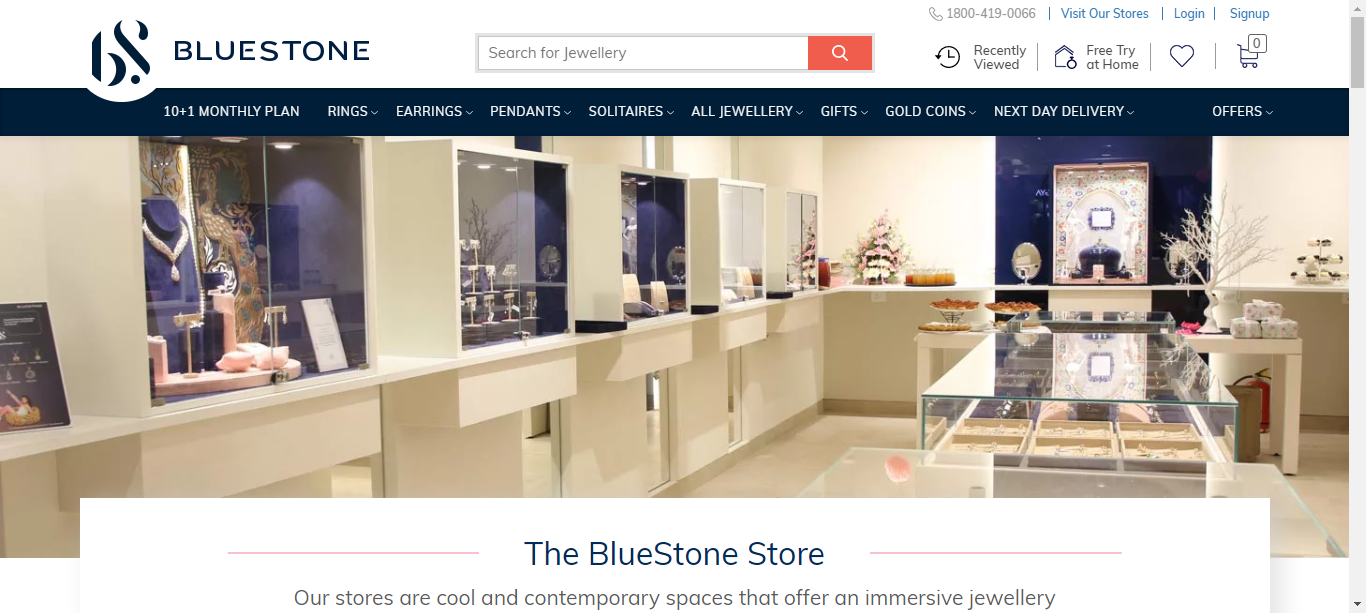 1800-419-0066
Visit Our Stores
Login
Signup
BLUESTONE
Search for Jewellery
Recently
Viewed
Free Try
at Home
0
10+1 MONTHLY PLAN
RINGS
EARRINGS
PENDANTS
SOLITAIRES
ALL JEWELLERY
GIFTS
GOLD COINS
NEXT DAY DELIVERY
OFFERS
The BlueStone Store
Our stores are cool and contemporary spaces that offer an immersive jewellery